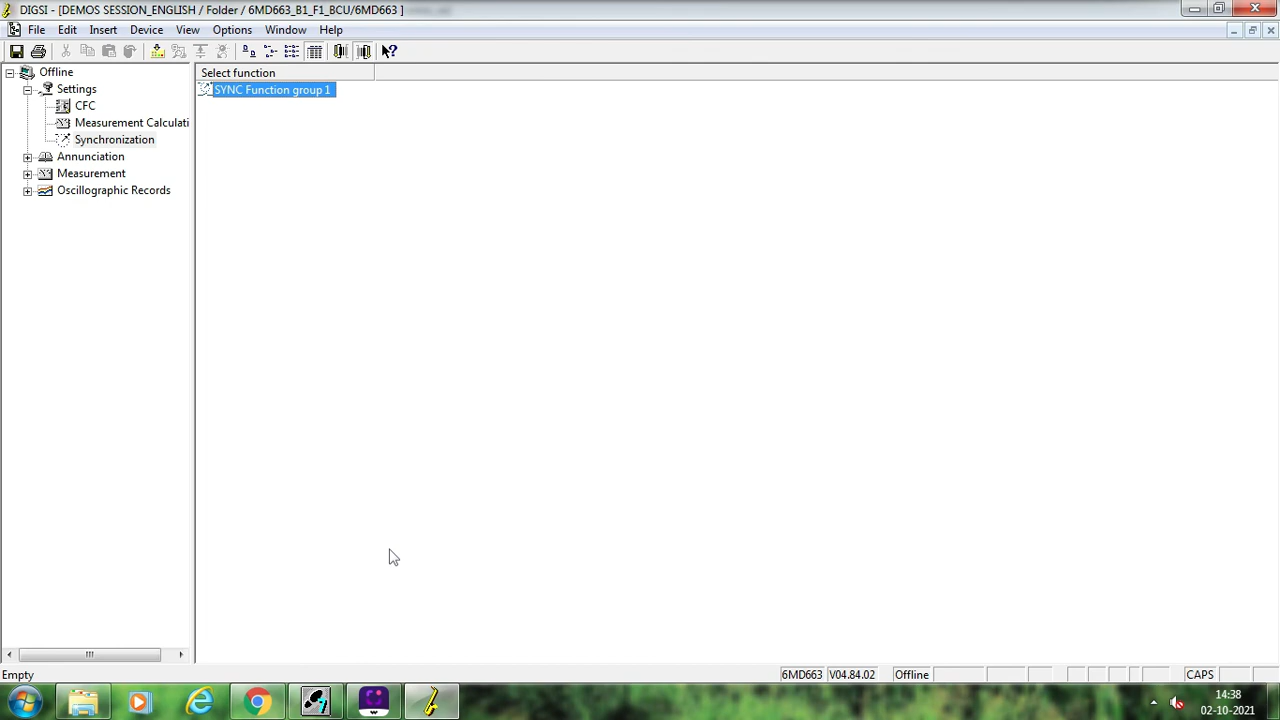 DIGSI - [DEMOS SESSION_ENGLISH / Folder / 6MD663_B1_F1_BCU/6MD663 ]
File Edit Insert Device View Options Window Help
Offline
Settings
CFC
Measurement Calculati
Synchronization
Annunciation
Measurement
Oscillographic Records
Select function
SYNC Function group 1
Empty
6MD663 V04.84.02 Offline CAPS
14:38
02-10-2021